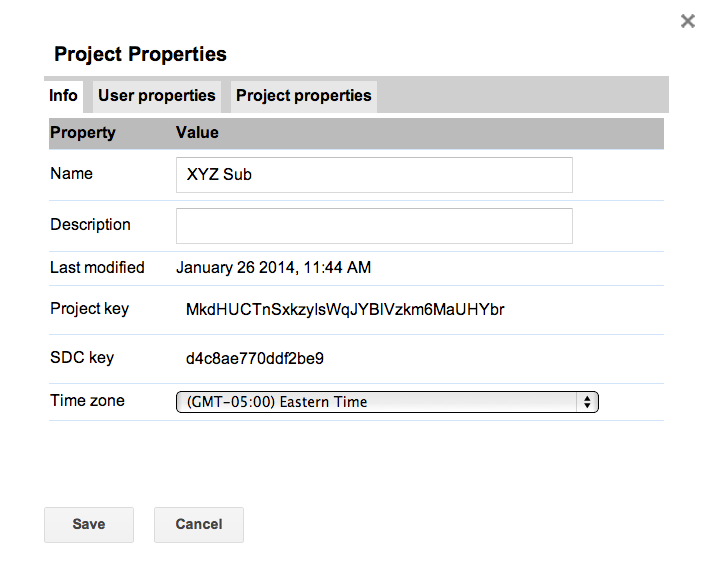 Project Properties
Info User properties Project properties
Property Value
Name XYZ Sub
Description
Last modified January 26 2014, 11:44 AM
Project key MkdHUCTnSxkzylsWqJYBlVzkm6MaUHYbr
SDC key d4c8ae770ddf2be9
Time zone (GMT-05:00) Eastern Time
Save Cancel